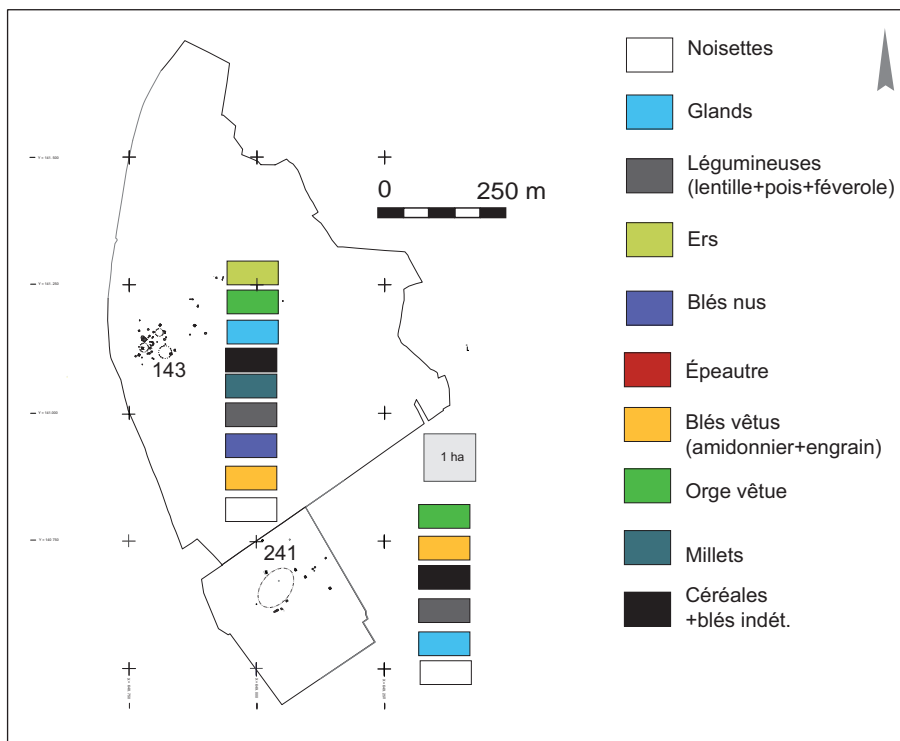 Noisettes
Glands
Légumineuses
(lentille+pois+féverole)
Ers
Blés nus
Épeautre
Blés vêtus
(amidonnier+engrain)
Orge vêtue
Millets
Céréales
+blés indét.
0 250 m
143
1 ha
241